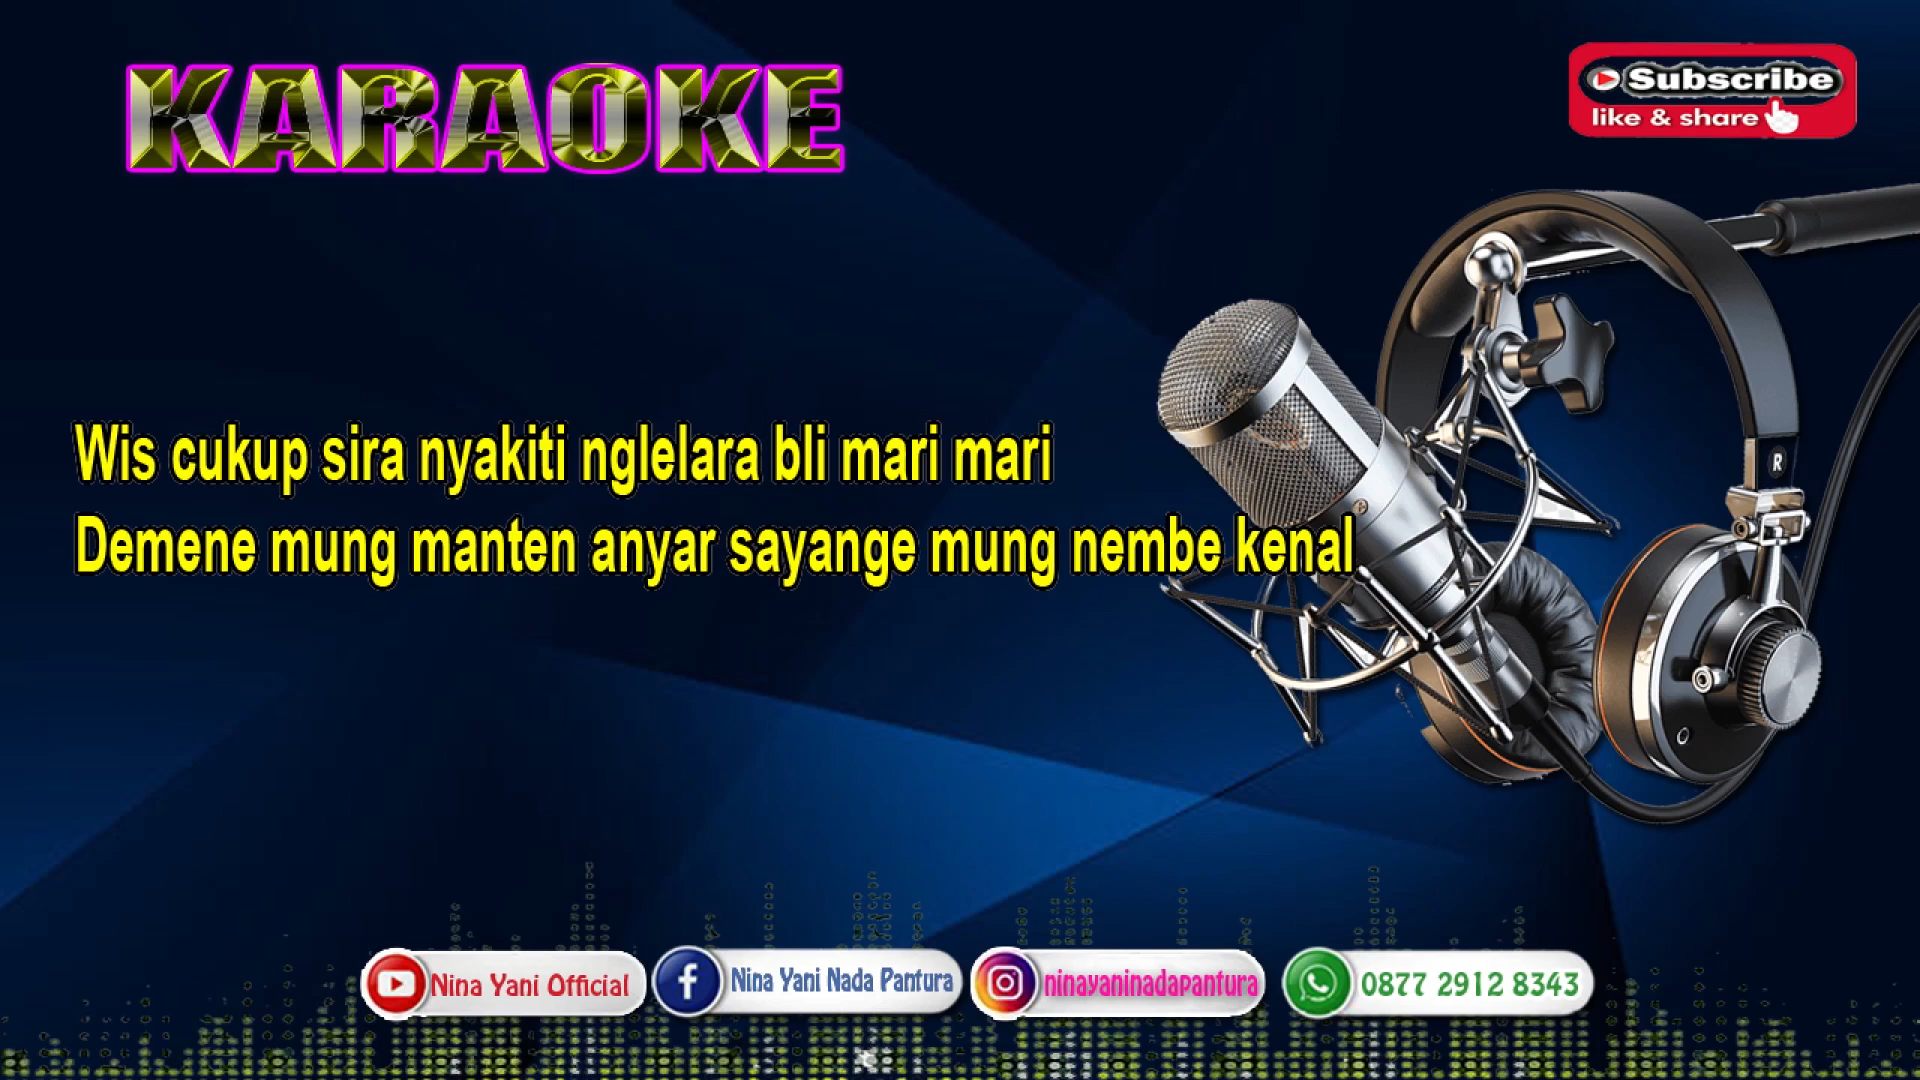 KARAOKE
Subscribe
like & share
R
Wis cukup sira nyakiti nglelara bli mari mari
Demene mung manten anyar sayange mung nembe kenal
Nina Yani Official
Nina Yani Nada Pantura
ninayaninadapantura
0877 2912 8343